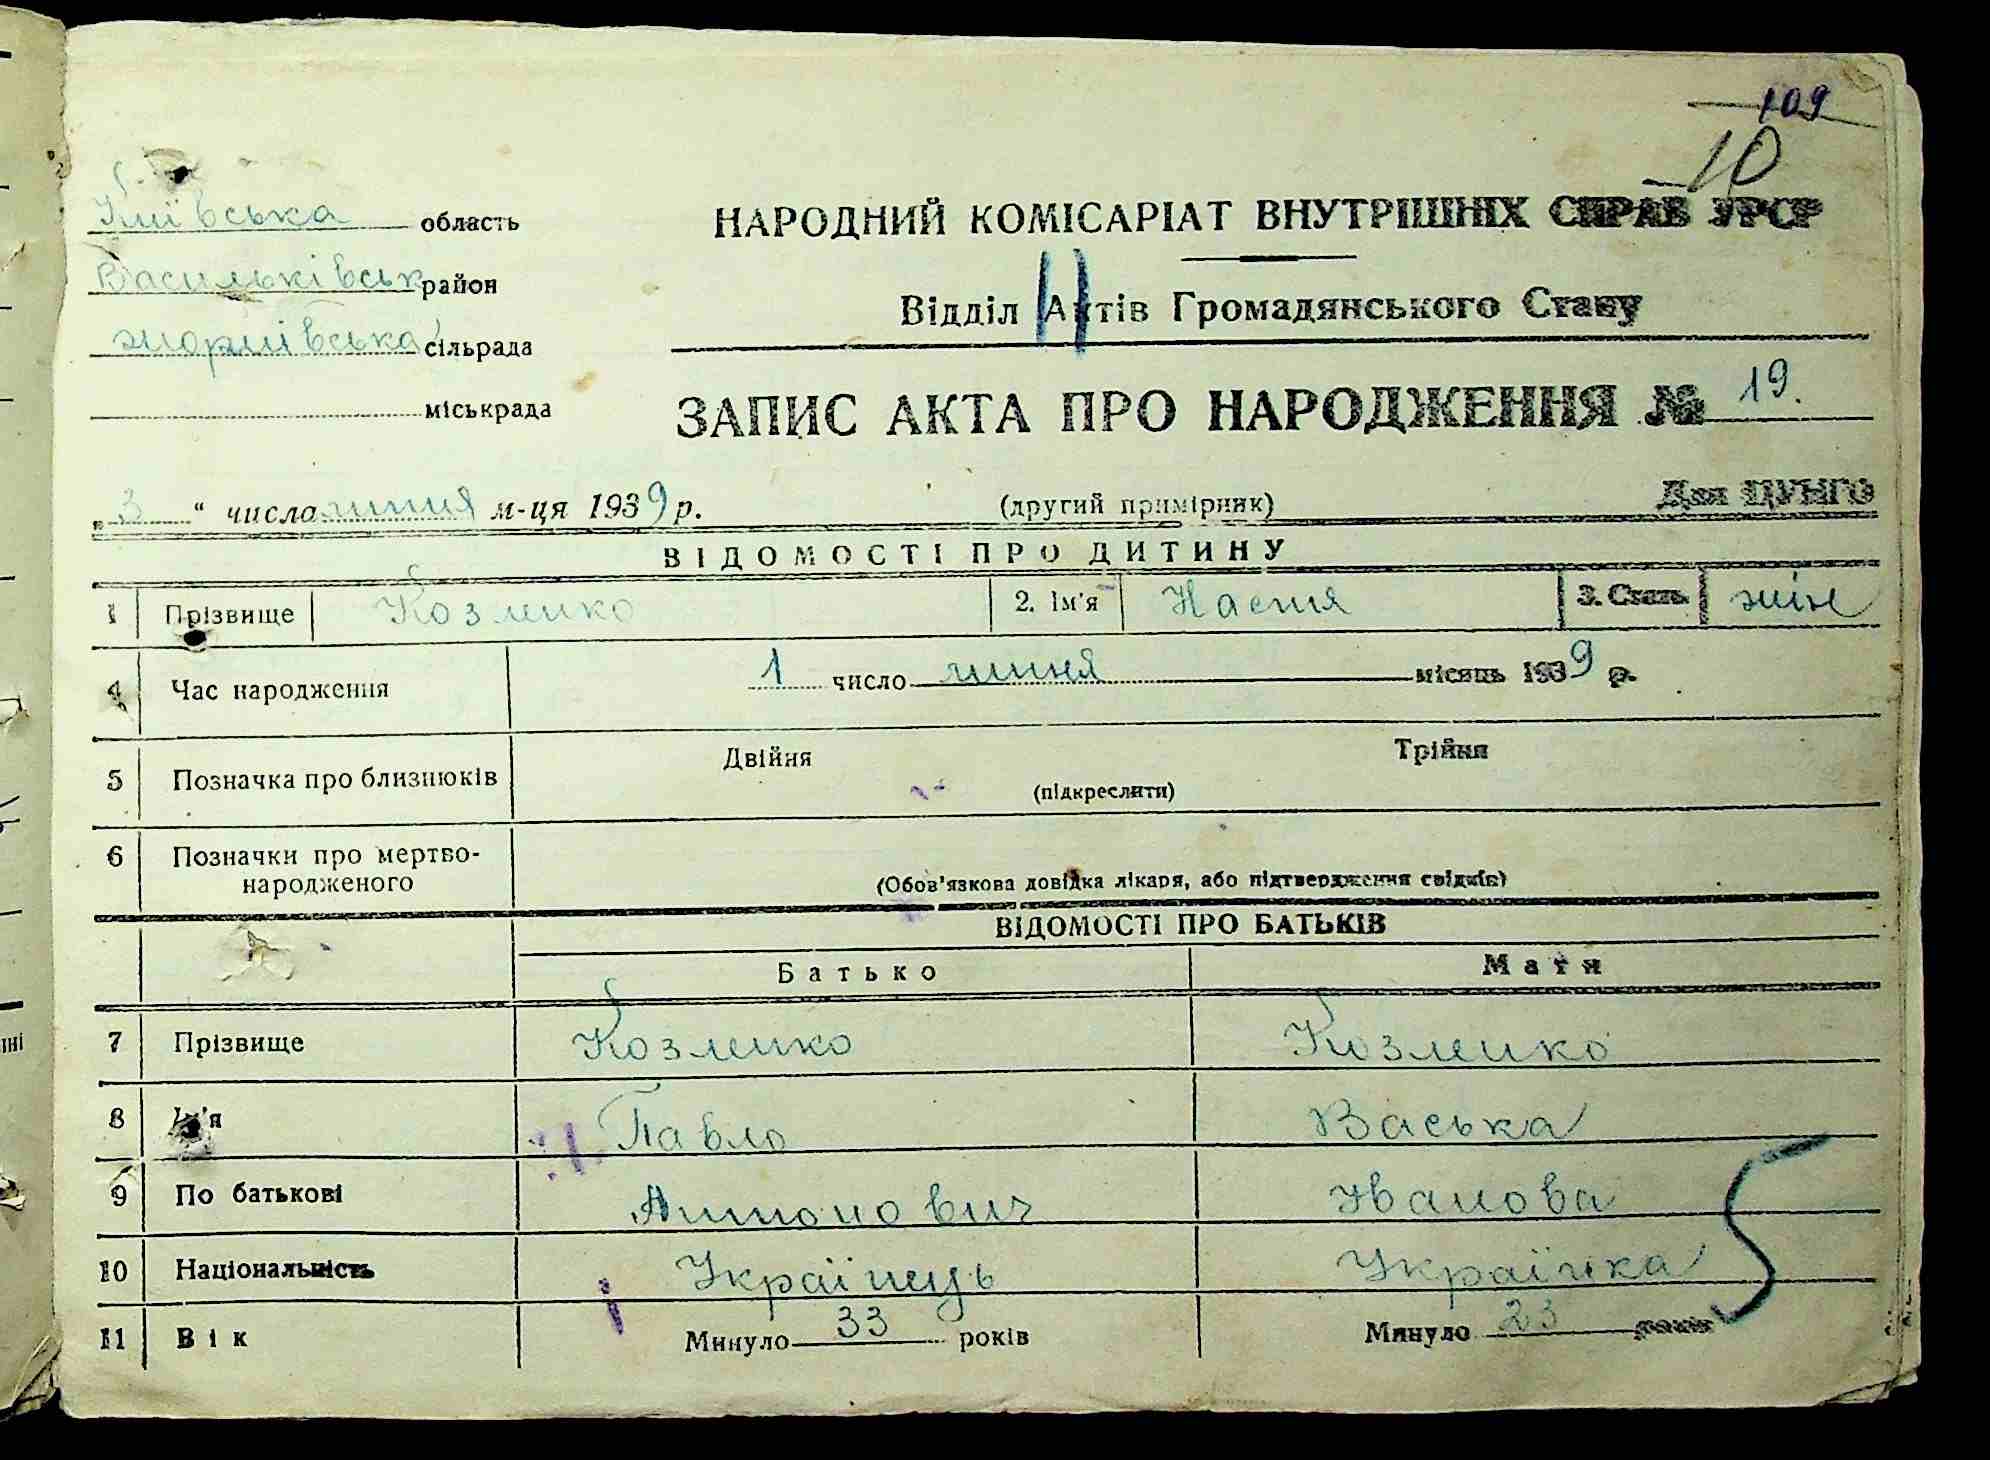 109
10
Київська область
Васильківськ район
жорнівська сільрада
міськрада
НАРОДНИЙ КОМІСАРІАТ ВНУТРІШНІХ СПРАВ УРСР
Відділ Актів Громадянського Стану
ЗАПИС АКТА ПРО НАРОДЖЕННЯ № 19.
„ 3 “ числа липня м-ця 1939 р. (другий примірник) Для ЦУНГО
ВІДОМОСТІ ПРО ДИТИНУ
1 Прізвище Козленко 2. Ім'я Настя 3. Стать жін
4 Час народження 1 число липня місяць 1939 р.
5 Позначка про близнюків Двійня Трійня
(підкреслити)
6 Позначки про мертво-
народженого (Обов'язкова довідка лікаря, або підтвердження свідків)
ВІДОМОСТІ ПРО БАТЬКІВ
Батько Мати
7 Прізвище Козленко Козленко
8 Ім'я Павло Васька
9 По батькові Антонович Іванова
10 Національність Українець Українка
11 Вік Минуло 33 років Минуло 23 років